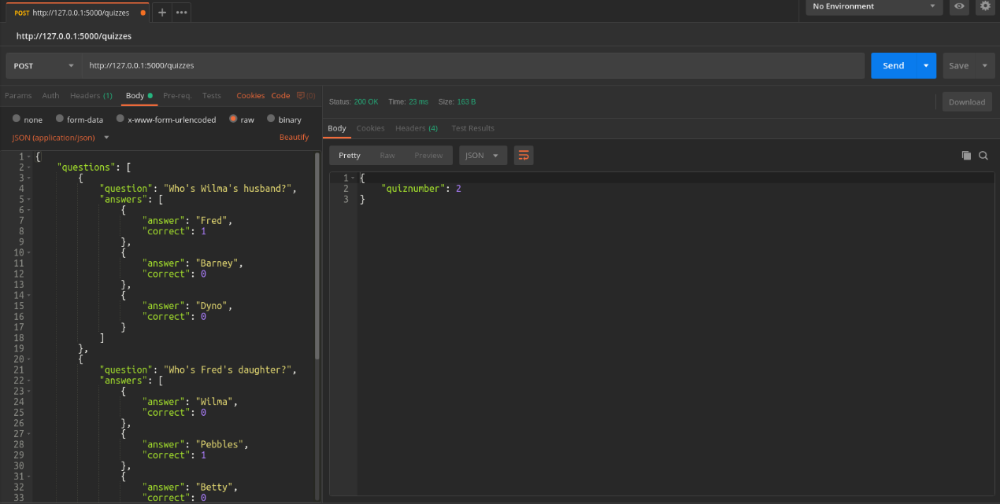 POST http://127.0.0.1:5000/quizzes
No Environment
http://127.0.0.1:5000/quizzes
POST http://127.0.0.1:5000/quizzes Send Save
Params Auth Headers (1) Body Pre-req. Tests Cookies Code (0)
none form-data x-www-form-urlencoded raw binary
JSON (application/json) Beautify
1 {
2 "questions": [
3 {
4 "question": "Who's Wilma's husband?",
5 "answers": [
6 {
7 "answer": "Fred",
8 "correct": 1
9 },
10 {
11 "answer": "Barney",
12 "correct": 0
13 },
14 {
15 "answer": "Dyno",
16 "correct": 0
17 }
18 ]
19 },
20 {
21 "question": "Who's Fred's daughter?",
22 "answers": [
23 {
24 "answer": "Wilma",
25 "correct": 0
26 },
27 {
28 "answer": "Pebbles",
29 "correct": 1
30 },
31 {
32 "answer": "Betty",
33 "correct": 0
Status: 200 OK Time: 23 ms Size: 163 B Download
Body Cookies Headers (4) Test Results
Pretty Raw Preview JSON
1 {
2 "quiznumber": 2
3 }